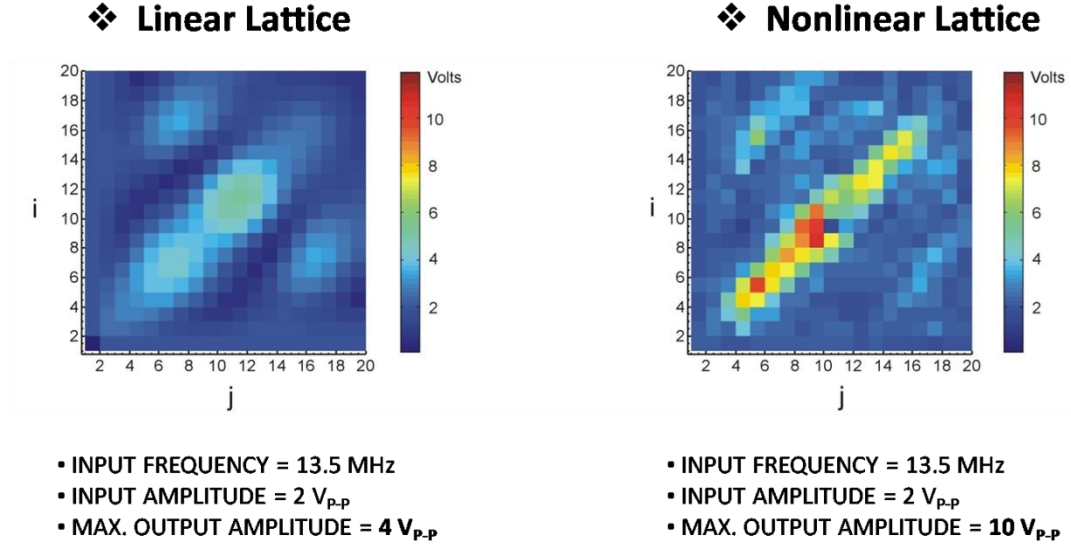 ❖ Linear Lattice
Volts
20
18
16
14
12
10
8
6
4
2
i
10
8
6
4
2
2 4 6 8 10 12 14 16 18 20
j
▪ INPUT FREQUENCY = 13.5 MHz
▪ INPUT AMPLITUDE = 2 VP-P
▪ MAX. OUTPUT AMPLITUDE = 4 VP-P
❖ Nonlinear Lattice
Volts
20
18
16
14
12
10
8
6
4
2
i
10
8
6
4
2
2 4 6 8 10 12 14 16 18 20
j
▪ INPUT FREQUENCY = 13.5 MHz
▪ INPUT AMPLITUDE = 2 VP-P
▪ MAX. OUTPUT AMPLITUDE = 10 VP-P